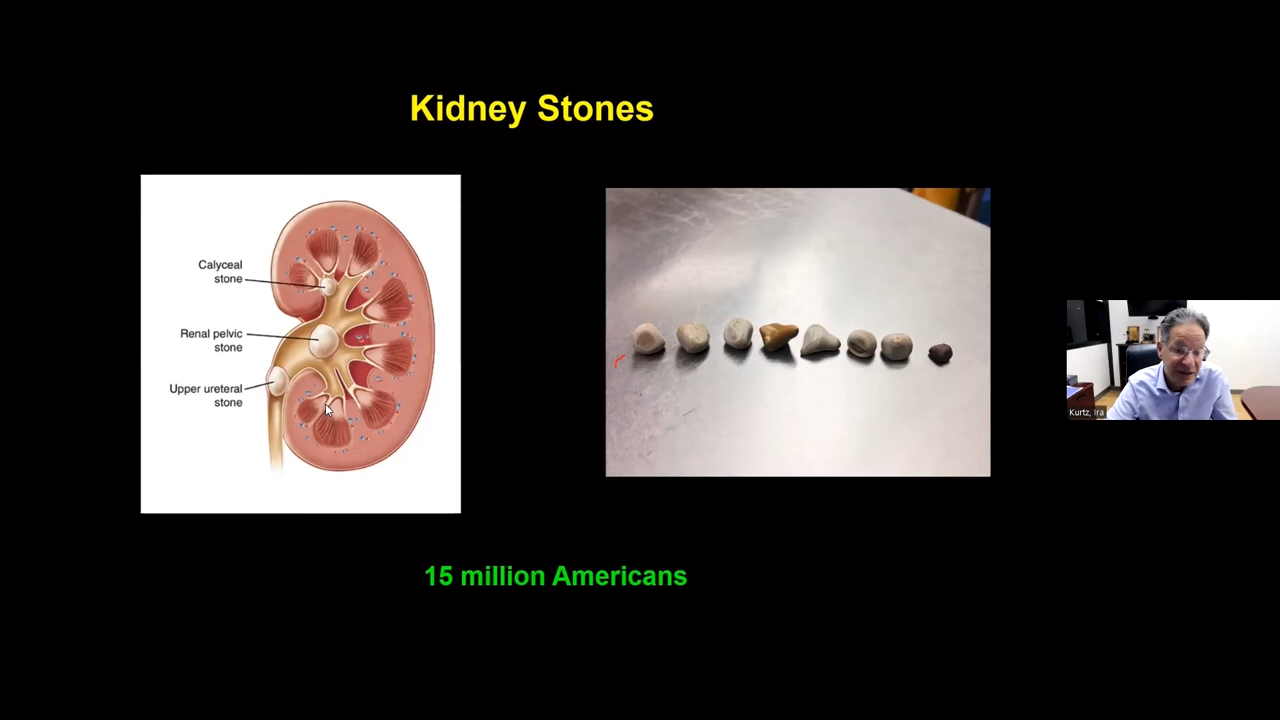 Kidney Stones
Calyceal
stone
Renal pelvic
stone
Upper ureteral
stone
Kurtz, Ira
15 million Americans